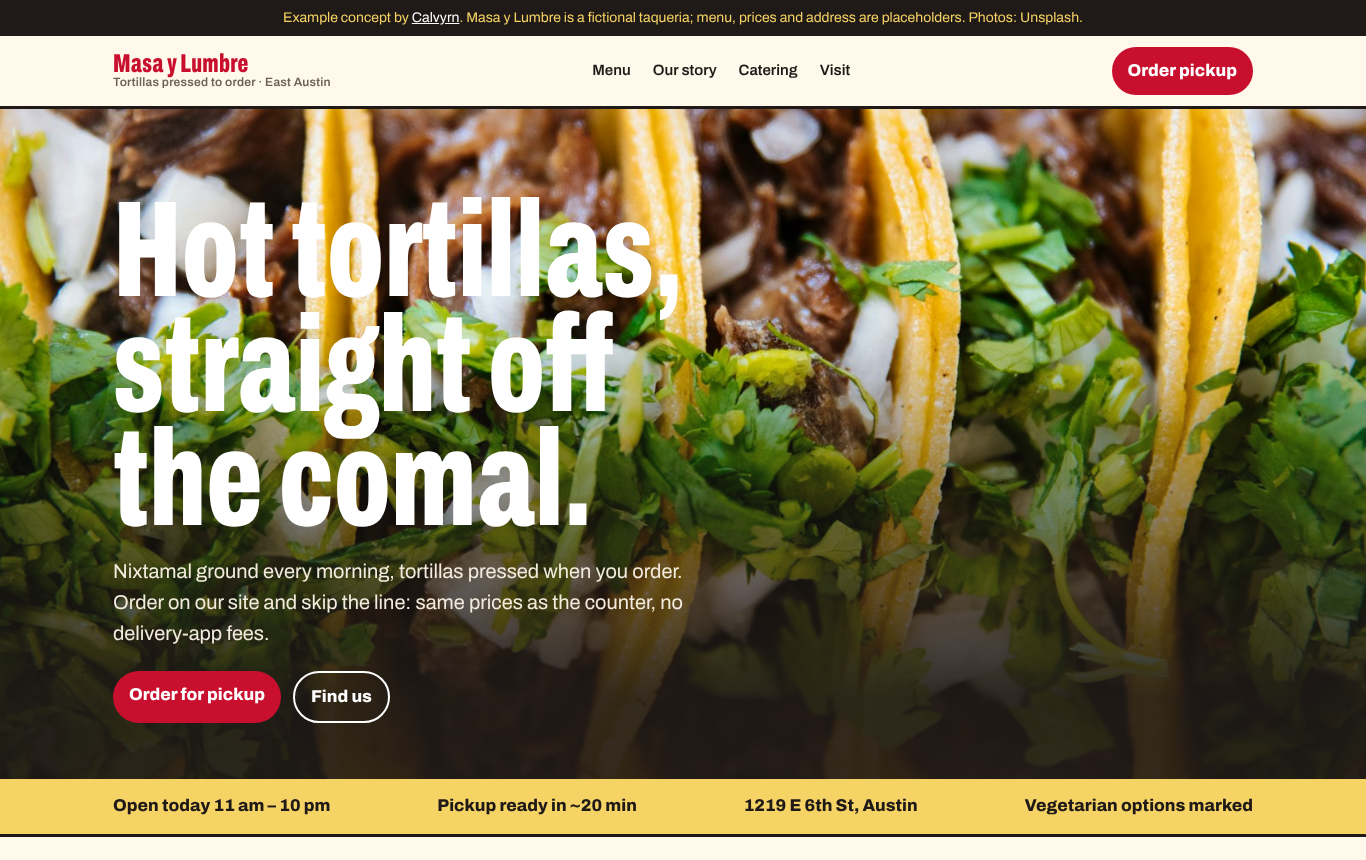 Example concept by Calvyrn. Masa y Lumbre is a fictional taqueria; menu, prices and address are placeholders. Photos: Unsplash.
Masa y Lumbre
Tortillas pressed to order · East Austin
Menu Our story Catering Visit
Order pickup
Hot tortillas,
straight off
the comal.
Nixtamal ground every morning, tortillas pressed when you order.
Order on our site and skip the line: same prices as the counter, no
delivery-app fees.
Order for pickup Find us
Open today 11 am – 10 pm Pickup ready in ~20 min 1219 E 6th St, Austin Vegetarian options marked